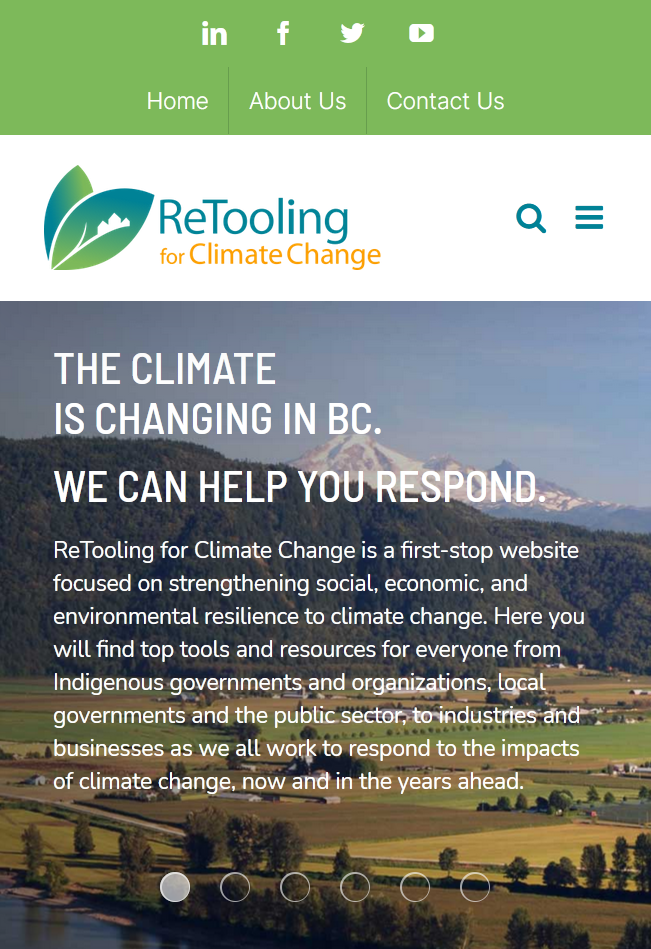 Home
About Us
Contact Us
ReTooling
for Climate Change
THE CLIMATE
IS CHANGING IN BC.
WE CAN HELP YOU RESPOND.
ReTooling for Climate Change is a first-stop website
focused on strengthening social, economic, and
environmental resilience to climate change. Here you
will find top tools and resources for everyone from
Indigenous governments and organizations, local
governments and the public sector, to industries and
businesses as we all work to respond to the impacts
of climate change, now and in the years ahead.